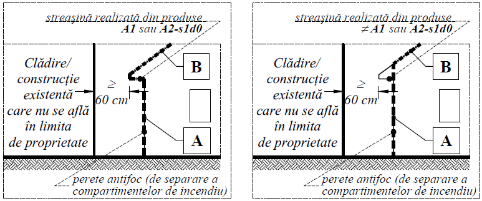 streașină realizată din produse
A1 sau A2-s1d0
Clădire/
construcție
existentă
care nu se află
în limita
de proprietate
≥
60 cm
B
A
perete antifoc (de separare a
compartimentelor de incendiu)
streașină realizată din produse
≠ A1 sau A2-s1d0
Clădire/
construcție
existentă
care nu se află
în limita
de proprietate
≥
60 cm
B
A
perete antifoc (de separare a
compartimentelor de incendiu)